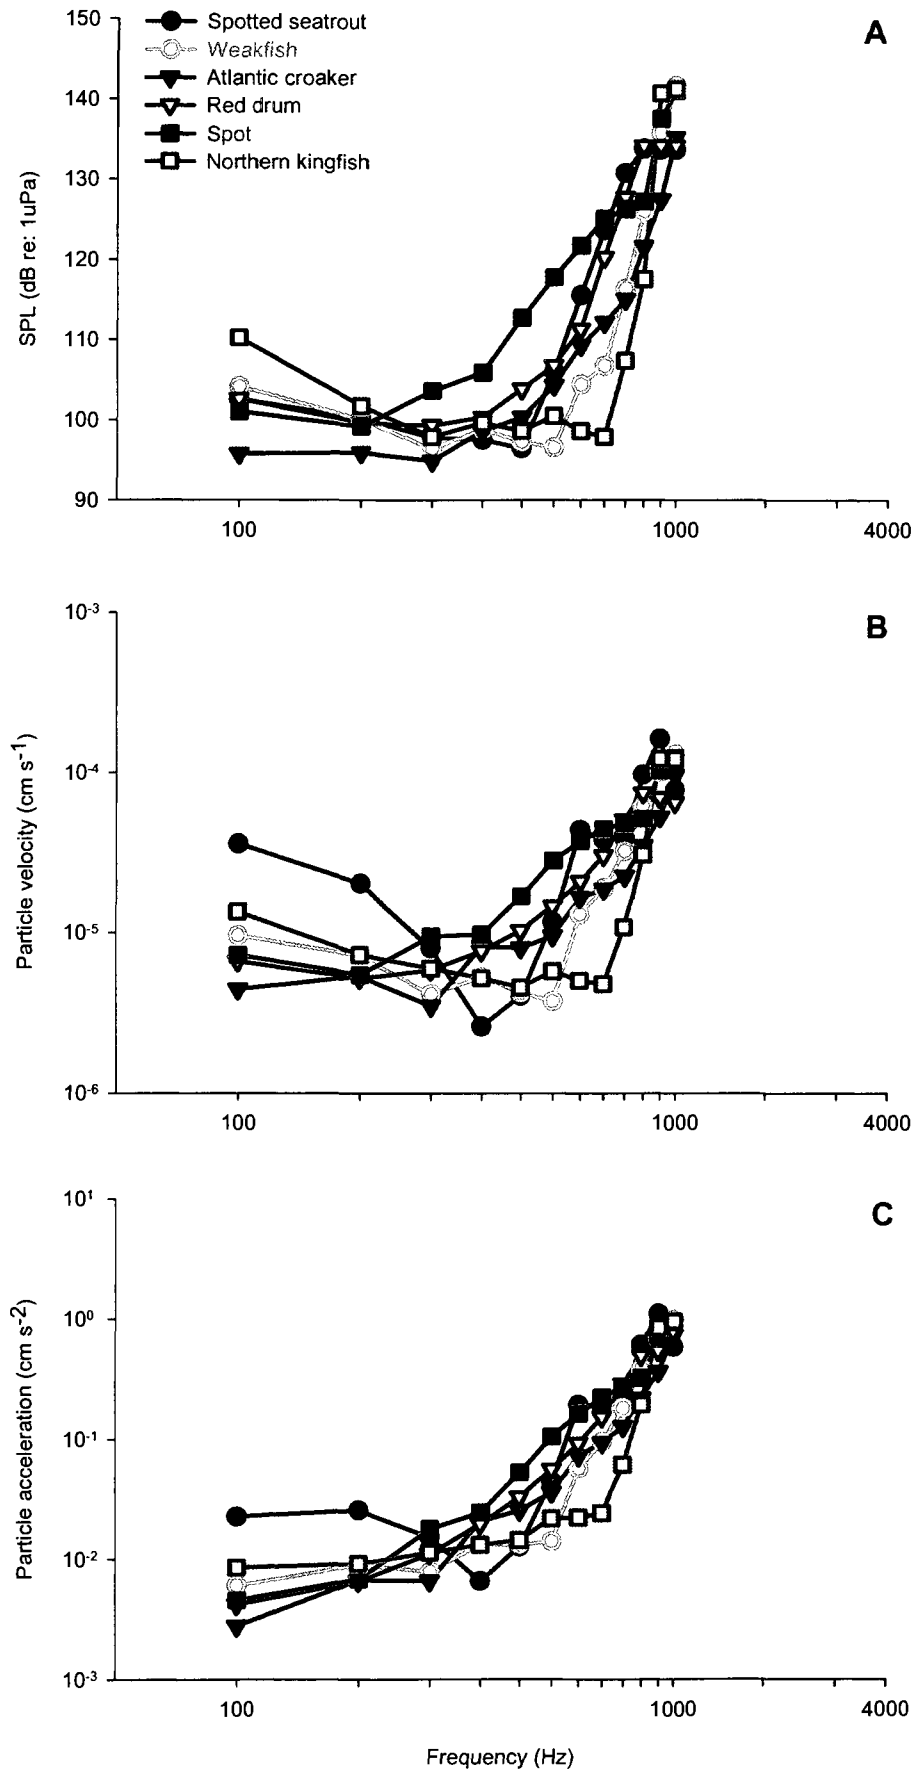 150
140
130
120
110
100
90
SPL (dB re: 1uPa)
Spotted seatrout
Weakfish
Atlantic croaker
Red drum
Spot
Northern kingfish
A
100
1000
4000
10-3
10-4
10-5
10-6
Particle velocity (cm s-1)
B
100
1000
4000
10¹
10⁰
10-1
10-2
10-3
Particle acceleration (cm s-2)
C
100
1000
4000
Frequency (Hz)